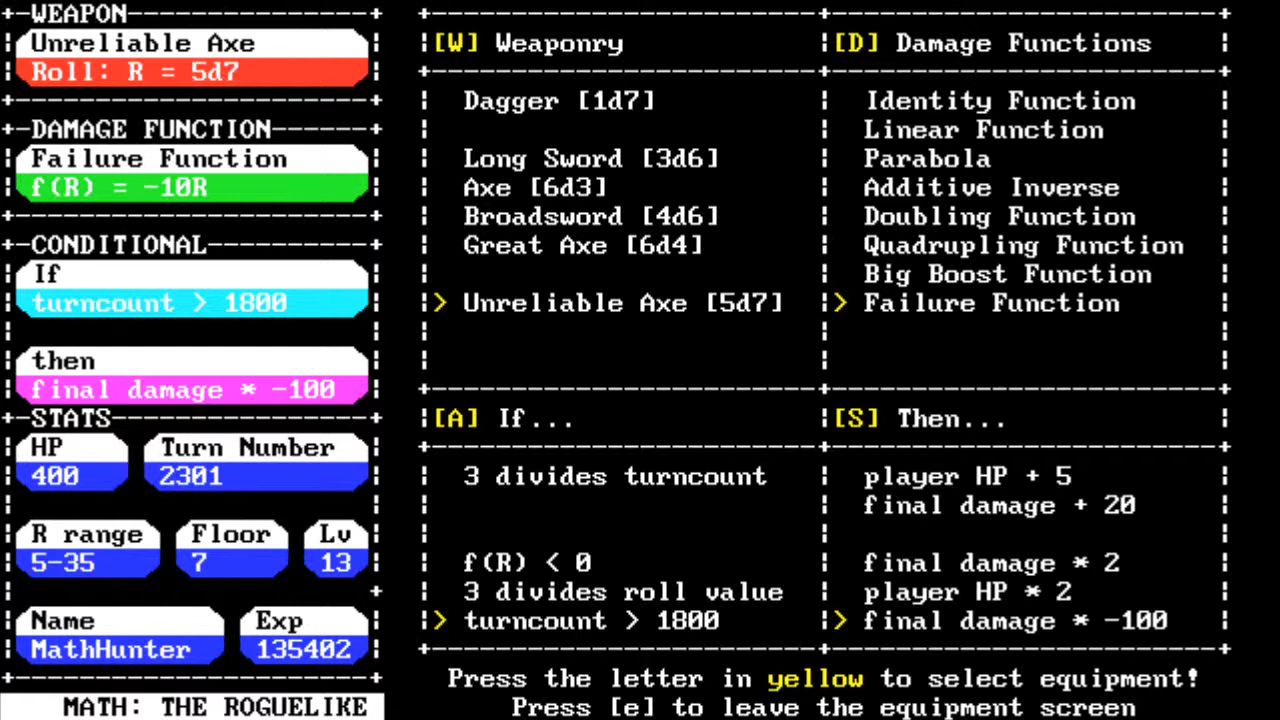 WEAPON
Unreliable Axe
Roll: R = 5d7
DAMAGE FUNCTION
Failure Function
f(R) = -10R
CONDITIONAL
If
turncount > 1800
then
final damage * -100
STATS
HP
400
Turn Number
2301
R range
5-35
Floor
7
Lv
13
Name
MathHunter
Exp
135402
MATH: THE ROGUELIKE
[W] Weaponry
Dagger [1d7]
Long Sword [3d6]
Axe [6d3]
Broadsword [4d6]
Great Axe [6d4]
> Unreliable Axe [5d7]
[D] Damage Functions
Identity Function
Linear Function
Parabola
Additive Inverse
Doubling Function
Quadrupling Function
Big Boost Function
> Failure Function
[A] If...
3 divides turncount
f(R) < 0
3 divides roll value
> turncount > 1800
[S] Then...
player HP + 5
final damage + 20
final damage * 2
player HP * 2
> final damage * -100
Press the letter in yellow to select equipment!
Press [e] to leave the equipment screen